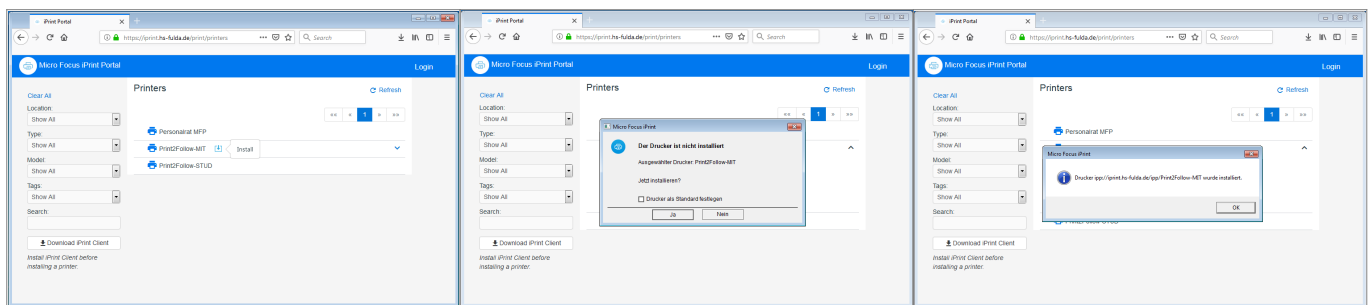 iPrint Portal
https://iprint.hs-fulda.de/print/printers
Search
Micro Focus iPrint Portal
Login
Clear All
Location:
Show All
Type:
Show All
Model:
Show All
Tags:
Show All
Search:
Download iPrint Client
Install iPrint Client before
installing a printer.
Printers
Refresh
«« « 1 » »»
Personalrat MFP
Print2Follow-MIT
Install
Print2Follow-STUD
iPrint Portal
https://iprint.hs-fulda.de/print/printers
Search
Micro Focus iPrint Portal
Login
Clear All
Location:
Show All
Type:
Show All
Model:
Show All
Tags:
Show All
Search:
Download iPrint Client
Install iPrint Client before
installing a printer.
Printers
Refresh
«« « 1 » »»
Micro Focus iPrint
Der Drucker ist nicht installiert
Ausgewählter Drucker: Print2Follow-MIT
Jetzt installieren?
Drucker als Standard festlegen
Ja
Nein
iPrint Portal
https://iprint.hs-fulda.de/print/printers
Search
Micro Focus iPrint Portal
Login
Clear All
Location:
Show All
Type:
Show All
Model:
Show All
Tags:
Show All
Search:
Download iPrint Client
Install iPrint Client before
installing a printer.
Printers
Refresh
«« « 1 » »»
Personalrat MFP
Micro Focus iPrint
Drucker ipp://iprint.hs-fulda.de/ipp/Print2Follow-MIT wurde installiert.
OK
Print2Follow-STUD